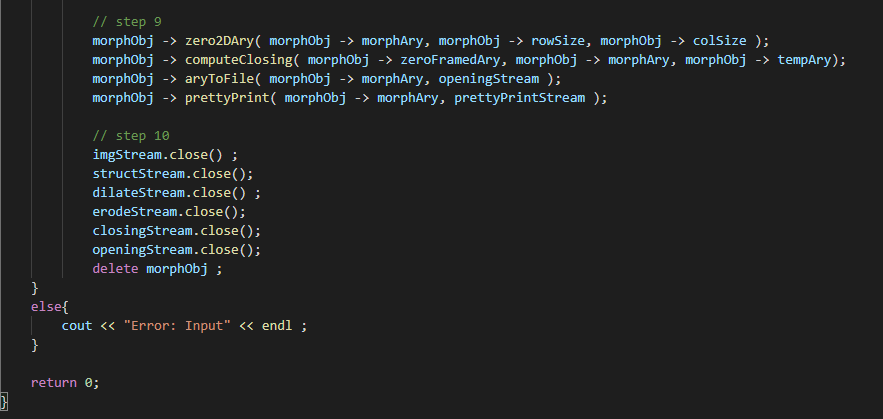 // step 9
morphObj -> zero2DAry( morphObj -> morphAry, morphObj -> rowSize, morphObj -> colSize );
morphObj -> computeClosing( morphObj -> zeroFramedAry, morphObj -> morphAry, morphObj -> tempAry);
morphObj -> aryToFile( morphObj -> morphAry, openingStream );
morphObj -> prettyPrint( morphObj -> morphAry, prettyPrintStream );
// step 10
imgStream.close() ;
structStream.close();
dilateStream.close() ;
erodeStream.close();
closingStream.close();
openingStream.close();
delete morphObj ;
}
else{
cout << "Error: Input" << endl ;
}
return 0;
}